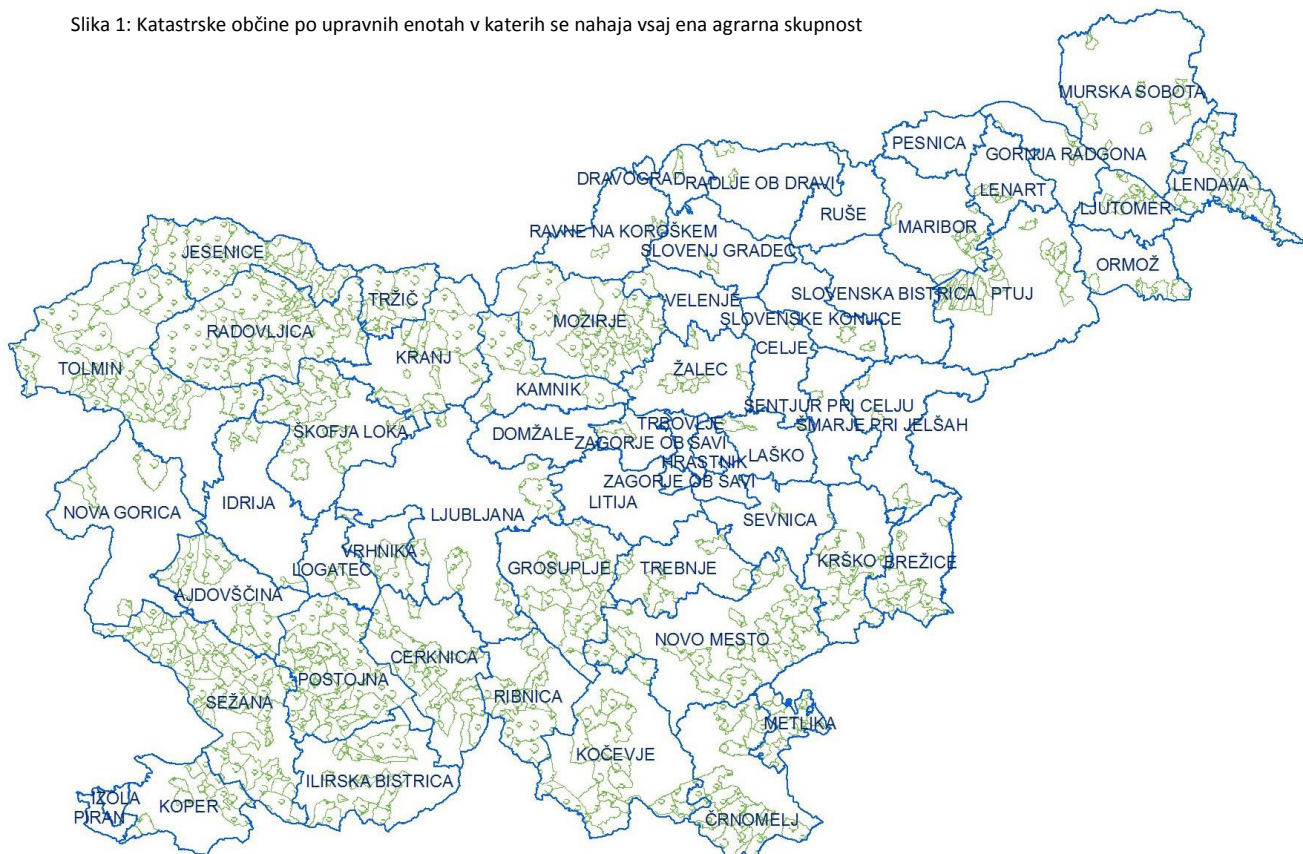 Slika 1: Katastrske občine po upravnih enotah v katerih se nahaja vsaj ena agrarna skupnost
MURSKA SOBOTA
PESNICA
GORNJA RADGONA
DRAVOGRAD
RADLJE OB DRAVI
LENART
LENDAVA
RUŠE
LJUTOMER
MARIBOR
RAVNE NA KOROŠKEM
SLOVENJ GRADEC
JESENICE
ORMOŽ
SLOVENSKA BISTRICA
PTUJ
TRŽIČ
VELENJE
MOZIRJE
SLOVENSKE KONJICE
RADOVLJICA
KRANJ
CELJE
TOLMIN
ŽALEC
KAMNIK
ŠENTJUR PRI CELJU
TRBOVLJE
ŠMARJE PRI JELŠAH
ŠKOFJA LOKA
DOMŽALE
ZAGORJE OB SAVI
LAŠKO
HRASTNIK
ZAGORJE OB SAVI
IDRIJA
LITIJA
NOVA GORICA
LJUBLJANA
SEVNICA
VRHNIKA
KRŠKO
BREŽICE
LOGATEC
GROSUPLJE
TREBNJE
AJDOVŠČINA
NOVO MESTO
CERKNICA
POSTOJNA
RIBNICA
SEŽANA
METLIKA
KOČEVJE
ILIRSKA BISTRICA
IZOLA
KOPER
PIRAN
ČRNOMELJ